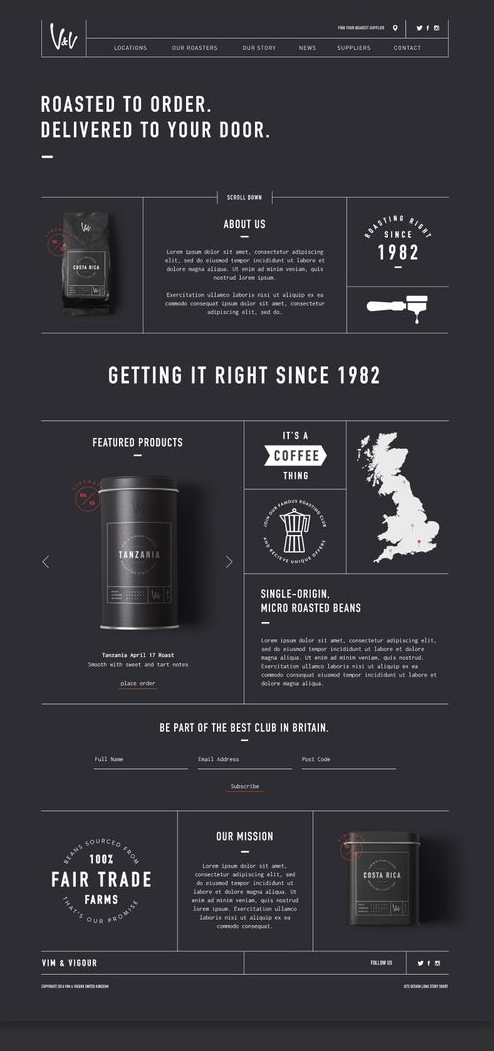 V&V
FIND YOUR NEAREST SUPPLIER
LOCATIONS
OUR ROASTERS
OUR STORY
NEWS
SUPPLIERS
CONTACT
ROASTED TO ORDER.
DELIVERED TO YOUR DOOR.
SCROLL DOWN
COSTA RICA
ABOUT US
Lorem ipsum dolor sit amet, consectetur adipiscing
elit, sed do eiusmod tempor incididunt ut labore et
dolore magna aliqua. Ut enim ad minim veniam, quis
nostrud lorem ipsum.
Exercitation ullamco laboris nisi ut aliquip ex ea
commodo consequat ipsum dolor sit amet, consectetur
adipiscing elit, sed do.
ROASTING RIGHT
SINCE
1982
GETTING IT RIGHT SINCE 1982
FEATURED PRODUCTS
TANZANIA
Tanzania April 17 Roast
Smooth with sweet and tart notes
place order
IT'S A
COFFEE
THING
JOIN OUR FAMOUS ROASTING CLUB
AND RECIEVE UNIQUE OFFERS
SINGLE-ORIGIN,
MICRO ROASTED BEANS
Lorem ipsum dolor sit amet, consectetur adipiscing elit,
sed do eiusmod tempor incididunt ut labore et dolore
magna aliqua. Ut enim ad minim veniam, quis nostrud.
Exercitation ullamco laboris nisi ut aliquip ex ea
commodo consequat eiusmod tempor incididunt ut labore et
dolore magna aliqua.
BE PART OF THE BEST CLUB IN BRITAIN.
Full Name
Email Address
Post Code
Subscribe
BEANS SOURCED FROM
100%
FAIR TRADE
FARMS
THAT'S OUR PROMISE
OUR MISSION
Lorem ipsum dolor sit amet,
consectetur adipiscing elit, sed
do eiusmod tempor incididunt ut
labore et dolore magna aliqua. Ut
enim ad minim veniam, quis nostrud
lorem ipsum. Exercitation ullamco
laboris nisi ut aliquip ex ea
commodo consequat.
COSTA RICA
VIM & VIGOUR
FOLLOW US
COPYRIGHT 2014 VIM & VIGOUR UNITED KINGDOM
SITE DESIGN LONG STORY SHORT